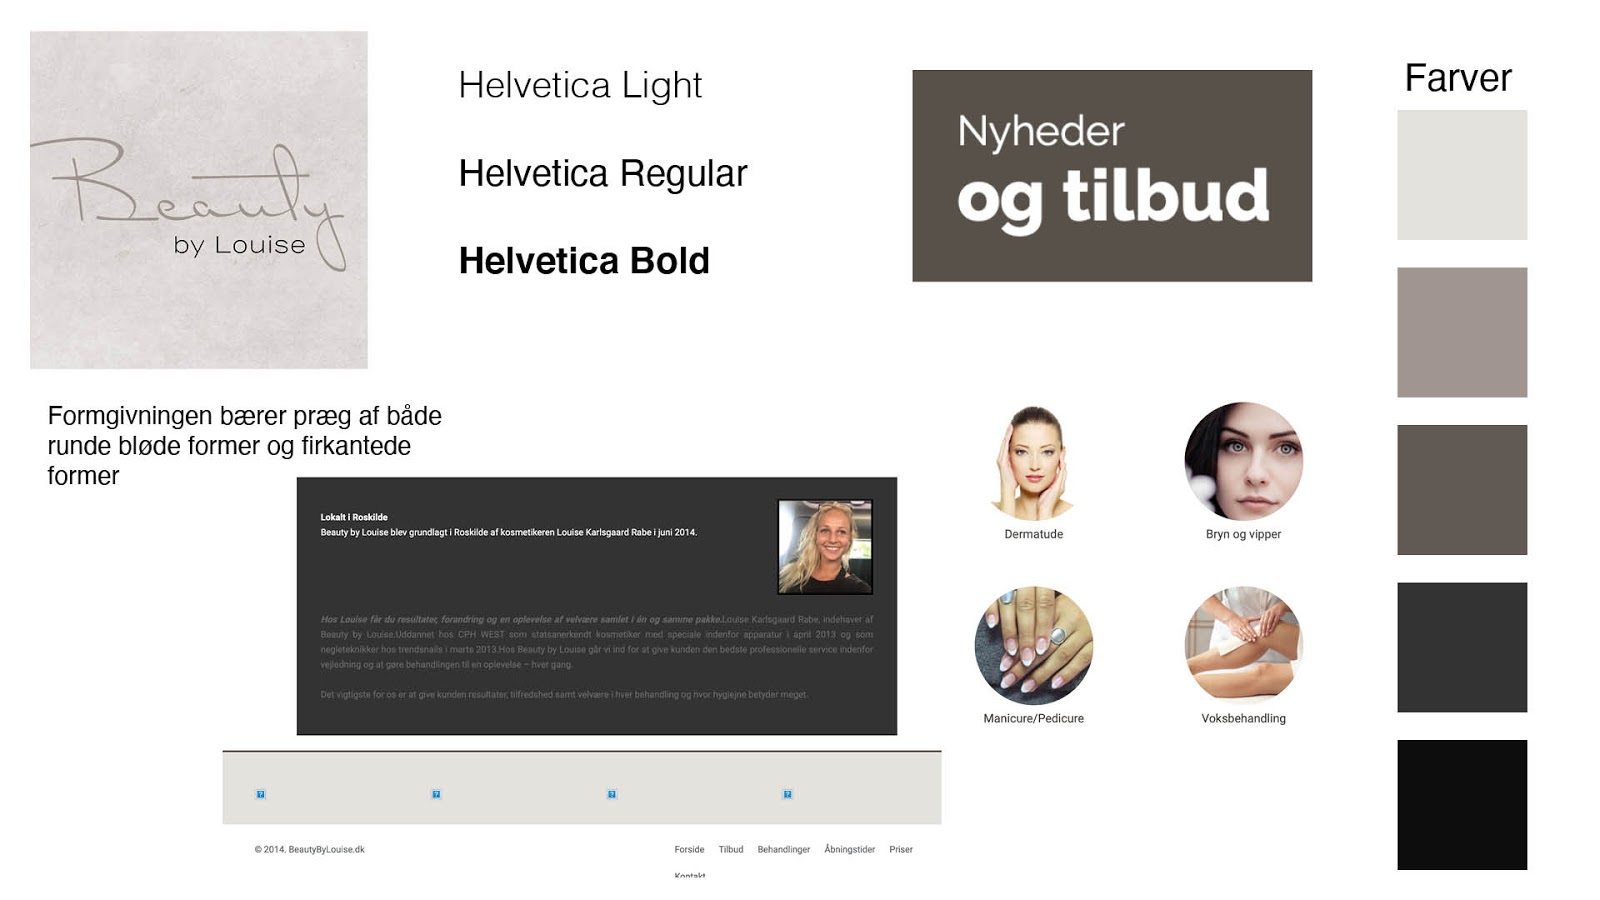 Beauty
by Louise
Helvetica Light
Helvetica Regular
Helvetica Bold
Nyheder
og tilbud
Farver
Formgivningen bærer præg af både
runde bløde former og firkantede
former
Lokalt i Roskilde
Beauty by Louise blev grundlagt i Roskilde af kosmetikeren Louise Karlsgaard Rabe i juni 2014.
Hos Louise får du resultater, forandring og en oplevelse af velvære samlet i én og samme pakke.Louise Karlsgaard Rabe, indehaver af
Beauty by Louise.Uddannet hos CPH WEST som statsanerkendt kosmetiker med speciale indenfor apparatur i april 2013 og som
negleteknikker hos trendsnails i marts 2013.Hos Beauty by Louise går vi ind for at give kunden den bedste professionelle service indenfor
vejledning og at gøre behandlingen til en oplevelse – hver gang.
Det vigtigste for os er at give kunden resultater, tilfredshed samt velvære i hver behandling og hvor hygiejne betyder meget.
Dermatude
Bryn og vipper
Manicure/Pedicure
Voksbehandling
© 2014. BeautyByLouise.dk
Forside Tilbud Behandlinger Åbningstider Priser
Kontakt